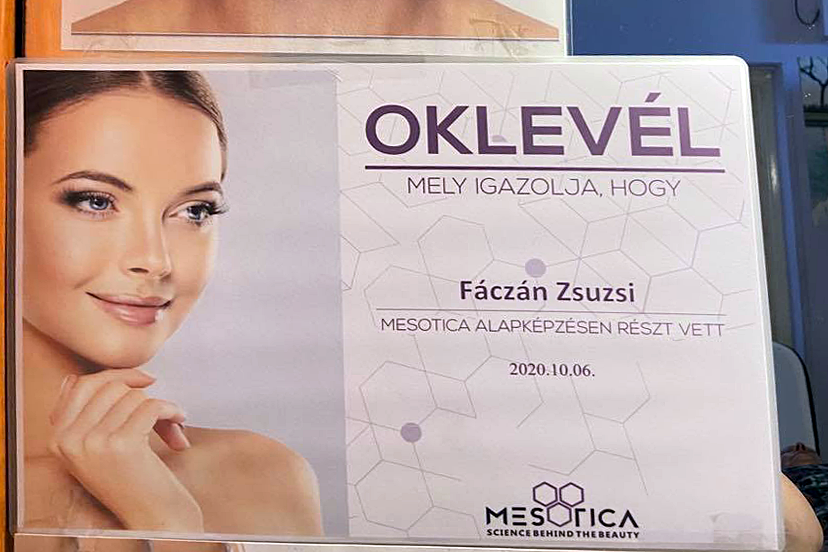 OKLEVÉL
MELY IGAZOLJA, HOGY
Fáczán Zsuzsi
MESOTICA ALAPKÉPZÉSEN RÉSZT VETT
2020.10.06.
MESOTICA
SCIENCE BEHIND THE BEAUTY